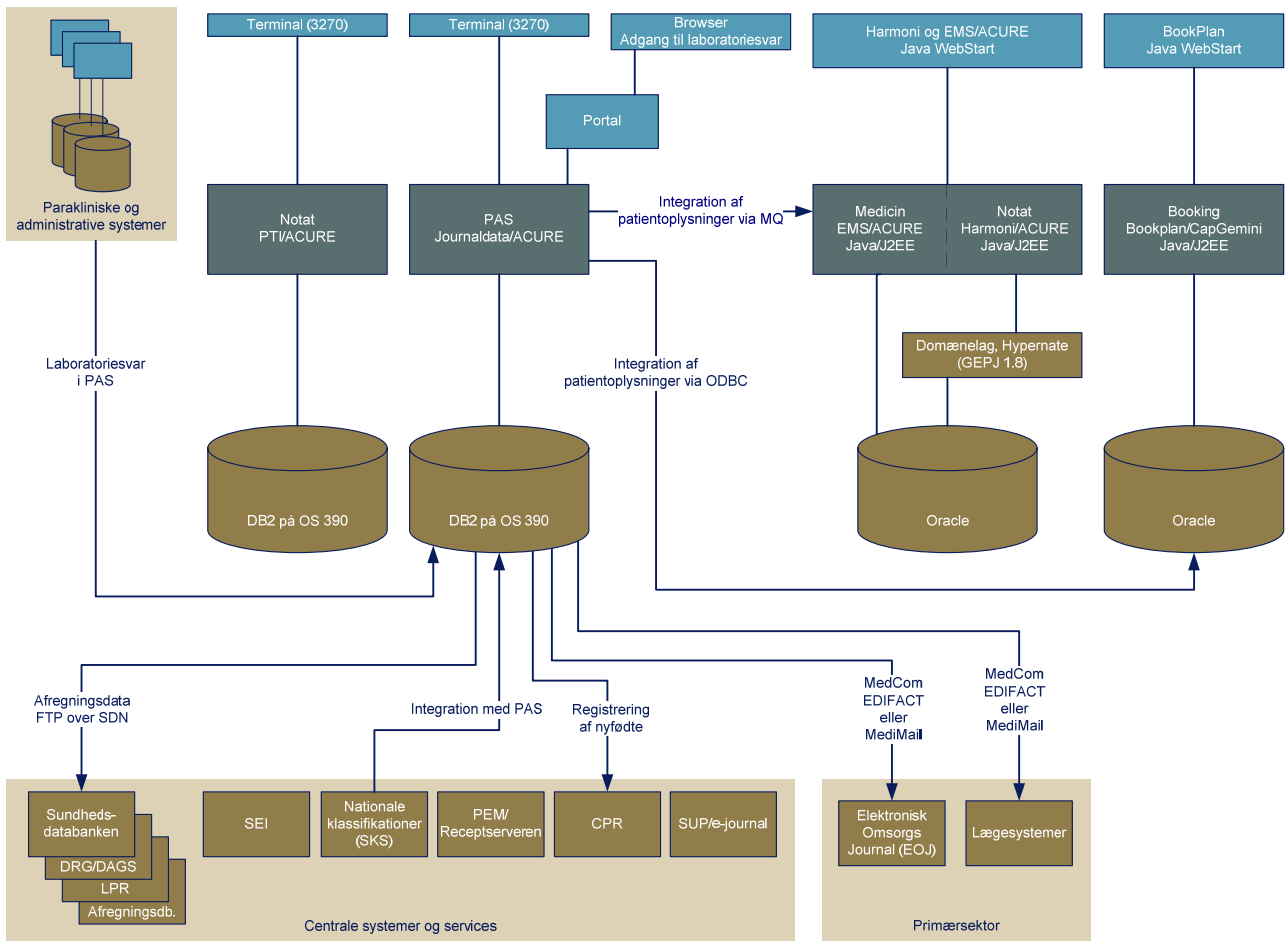 Terminal (3270)
Terminal (3270)
Browser
Adgang til laboratoriesvar
Harmoni og EMS/ACURE
Java WebStart
BookPlan
Java WebStart
Portal
Parakliniske og
administrative systemer
Notat
PTI/ACURE
PAS
Journaldata/ACURE
Integration af
patientoplysninger via MQ
Medicin
EMS/ACURE
Java/J2EE
Notat
Harmoni/ACURE
Java/J2EE
Booking
Bookplan/CapGemini
Java/J2EE
Laboratoriesvar
i PAS
Integration af
patientoplysninger via ODBC
Domænelag, Hypernate
(GEPJ 1.8)
DB2 på OS 390
DB2 på OS 390
Oracle
Oracle
Afregningsdata
FTP over SDN
Integration med PAS
Registrering
af nyfødte
MedCom
EDIFACT
eller
MediMail
MedCom
EDIFACT
eller
MediMail
Sundheds-
databanken
DRG/DAGS
LPR
Afregningsdb.
SEI
Nationale
klassifikationer
(SKS)
PEM/
Receptserveren
CPR
SUP/e-journal
Elektronisk
Omsorgs
Journal (EOJ)
Lægesystemer
Centrale systemer og services
Primærsektor